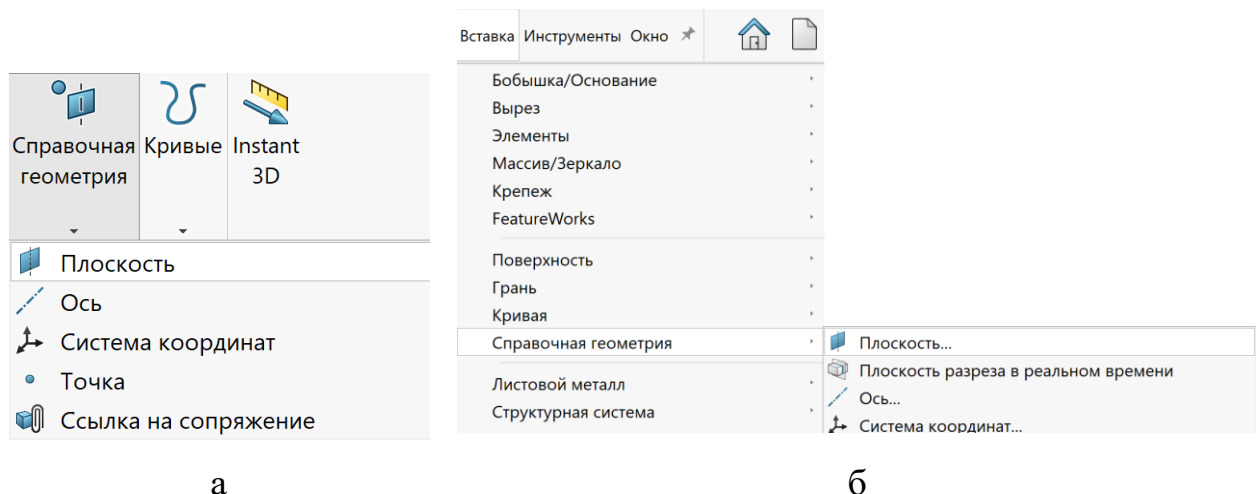 Справочная геометрия
Кривые
Instant 3D
Плоскость
Ось
Система координат
Точка
Ссылка на сопряжение
а
Вставка Инструменты Окно
Бобышка/Основание
Вырез
Элементы
Массив/Зеркало
Крепеж
FeatureWorks
Поверхность
Грань
Кривая
Справочная геометрия
Листовой металл
Структурная система
Плоскость...
Плоскость разреза в реальном времени
Ось...
Система координат...
б